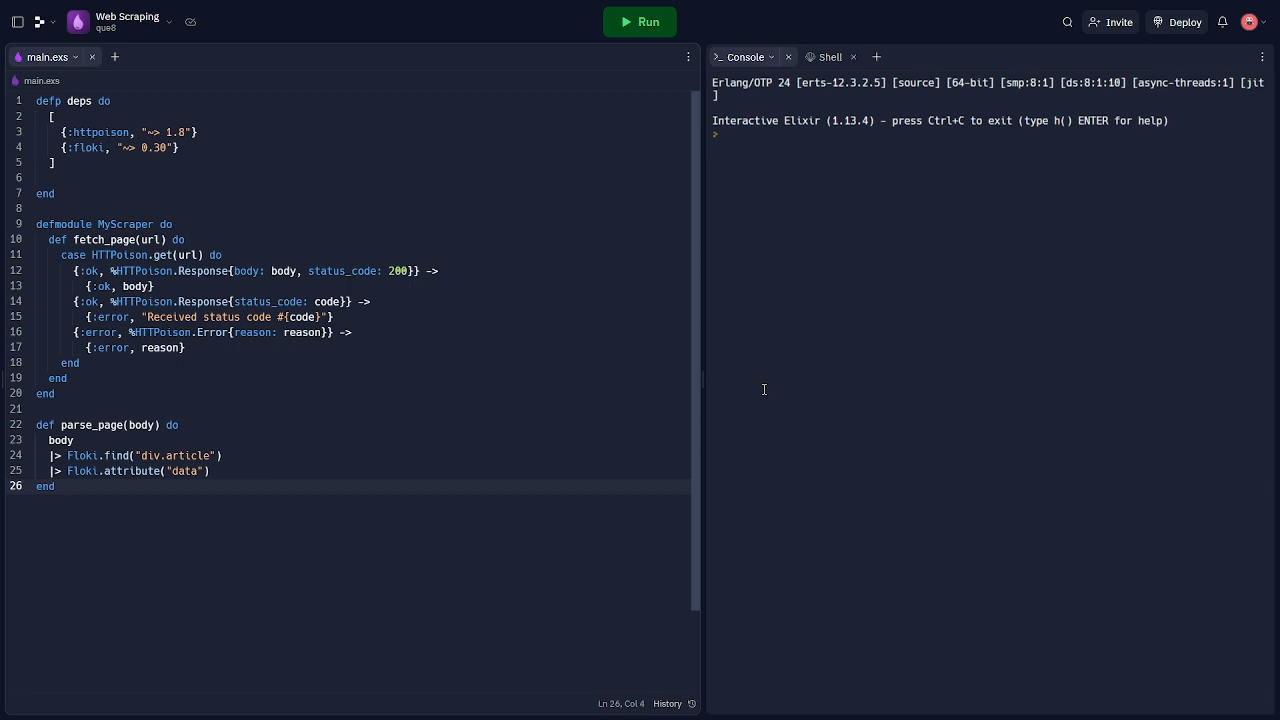 Web Scraping
que8
Run
Invite
Deploy
main.exs
main.exs
1 defp deps do
2 [
3 {:httpoison, "~> 1.8"}
4 {:floki, "~> 0.30"}
5 ]
6
7 end
8
9 defmodule MyScraper do
10 def fetch_page(url) do
11 case HTTPoison.get(url) do
12 {:ok, %HTTPoison.Response{body: body, status_code: 200}} ->
13 {:ok, body}
14 {:ok, %HTTPoison.Response{status_code: code}} ->
15 {:error, "Received status code #{code}"}
16 {:error, %HTTPoison.Error{reason: reason}} ->
17 {:error, reason}
18 end
19 end
20 end
21
22 def parse_page(body) do
23 body
24 |> Floki.find("div.article")
25 |> Floki.attribute("data")
26 end
Ln 26, Col 4 History
Console
Shell
Erlang/OTP 24 [erts-12.3.2.5] [source] [64-bit] [smp:8:1] [ds:8:1:10] [async-threads:1] [jit
]
Interactive Elixir (1.13.4) - press Ctrl+C to exit (type h() ENTER for help)
>